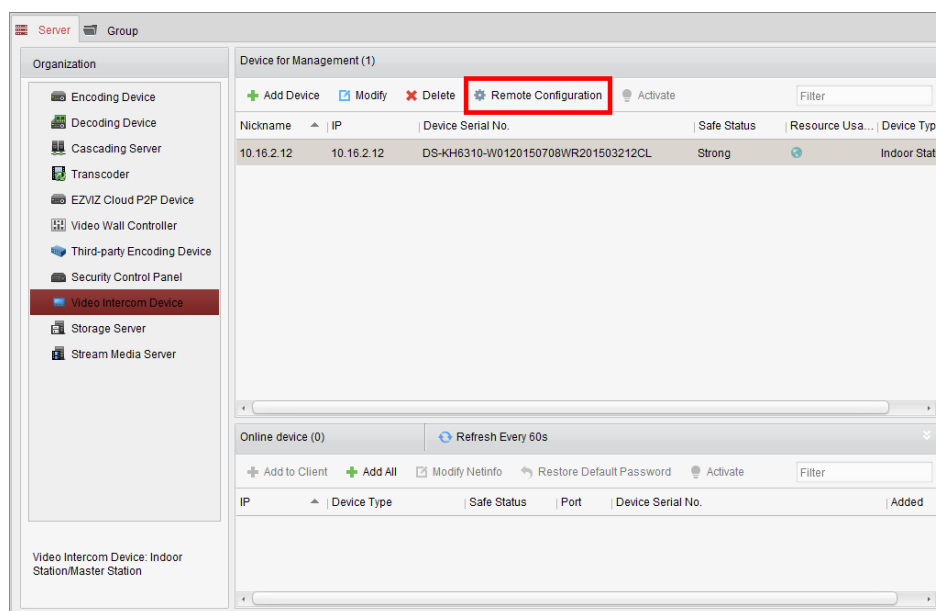 Server Group
Organization
Encoding Device
Decoding Device
Cascading Server
Transcoder
EZVIZ Cloud P2P Device
Video Wall Controller
Third-party Encoding Device
Security Control Panel
Video Intercom Device
Storage Server
Stream Media Server
Video Intercom Device: Indoor
Station/Master Station
Device for Management (1)
Add Device Modify Delete Remote Configuration Activate Filter
Nickname IP Device Serial No. Safe Status Resource Usa... Device Typ
10.16.2.12 10.16.2.12 DS-KH6310-W0120150708WR201503212CL Strong Indoor Stat
Online device (0) Refresh Every 60s
Add to Client Add All Modify Netinfo Restore Default Password Activate Filter
IP Device Type Safe Status Port Device Serial No. Added